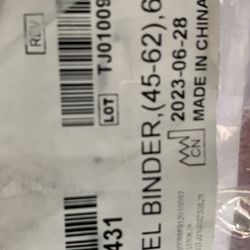 REV
LOT TJ01009
431
EL BINDER,(45-62),6
2023-06-28
MADE IN CHINA
CN